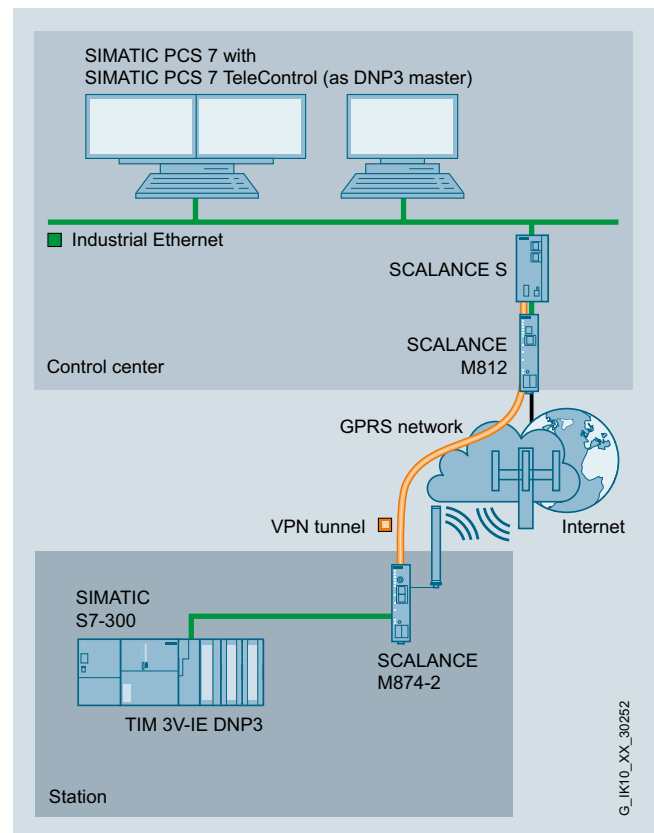 SIMATIC PCS 7 with
SIMATIC PCS 7 TeleControl (as DNP3 master)
Industrial Ethernet
SCALANCE S
SCALANCE
M812
Control center
GPRS network
VPN tunnel
Internet
SIMATIC
S7-300
SCALANCE
M874-2
TIM 3V-IE DNP3
Station
G_IK10_XX_30252